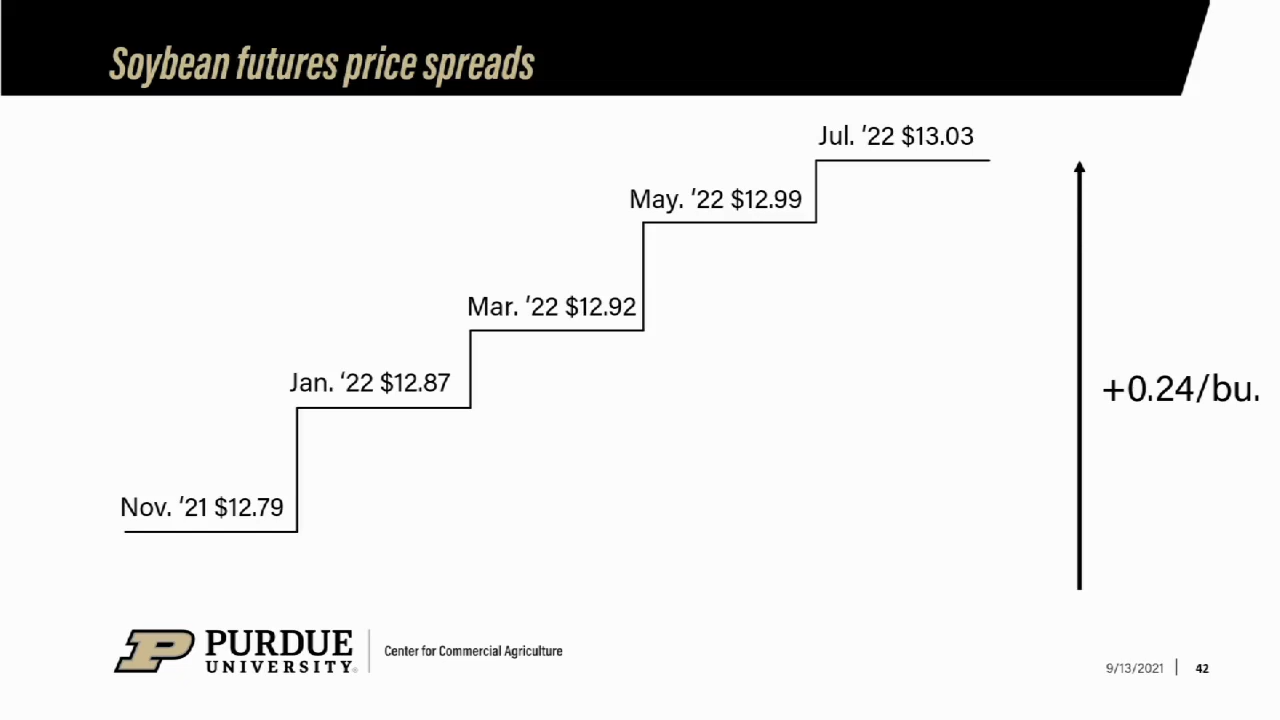 Soybean futures price spreads
Jul. '22 $13.03
May. '22 $12.99
Mar. '22 $12.92
Jan. '22 $12.87
Nov. '21 $12.79
+0.24/bu.
P PURDUE UNIVERSITY®
Center for Commercial Agriculture
9/13/2021 | 42